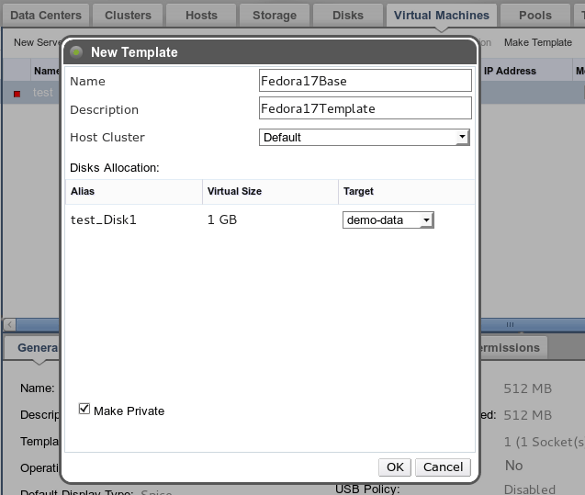 Data Centers Clusters Hosts Storage Disks Virtual Machines Pools
New Serve Make Template
Name IP Address
test
New Template
Name Fedora17Base
Description Fedora17Template
Host Cluster Default
Disks Allocation:
Alias Virtual Size Target
test_Disk1 1 GB demo-data
Genera ermissions
Name: 512 MB
Descrip ed: 512 MB
Templa 1 (1 Socket(s
Make Private
Operati No
OK Cancel
Default Display Type: Spice USB Policy: Disabled